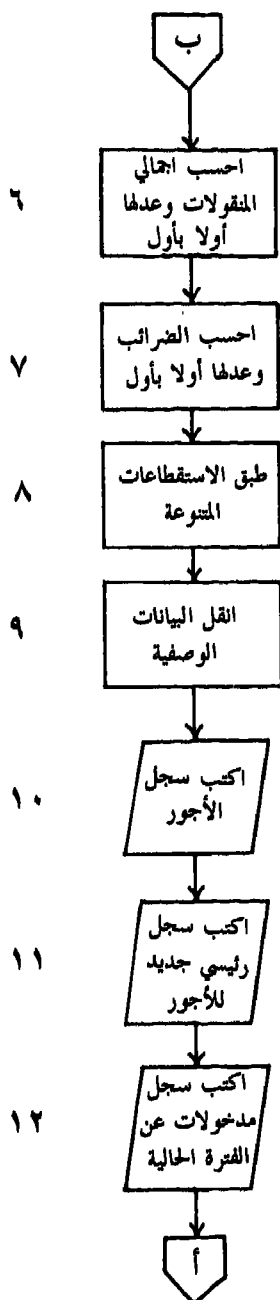 ب
٦
احسب اجمالي
المنقولات وعدلها
أولا بأول
٧
احسب الضرائب
وعدلها أولا بأول
٨
طبق الاستقطاعات
المتنوعة
٩
انقل البيانات
الوصفية
١٠
اكتب سجل
الأجور
١١
اكتب سجل
رئيسي جديد
للأجور
١٢
اكتب سجل
مدخولات عن
الفترة الحالية
أ